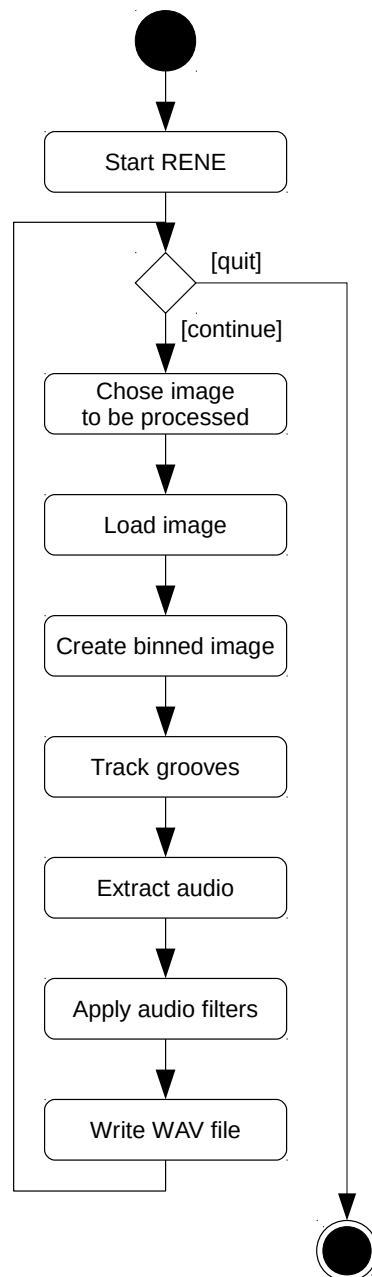 Start RENE
[quit]
[continue]
Chose image
to be processed
Load image
Create binned image
Track grooves
Extract audio
Apply audio filters
Write WAV file